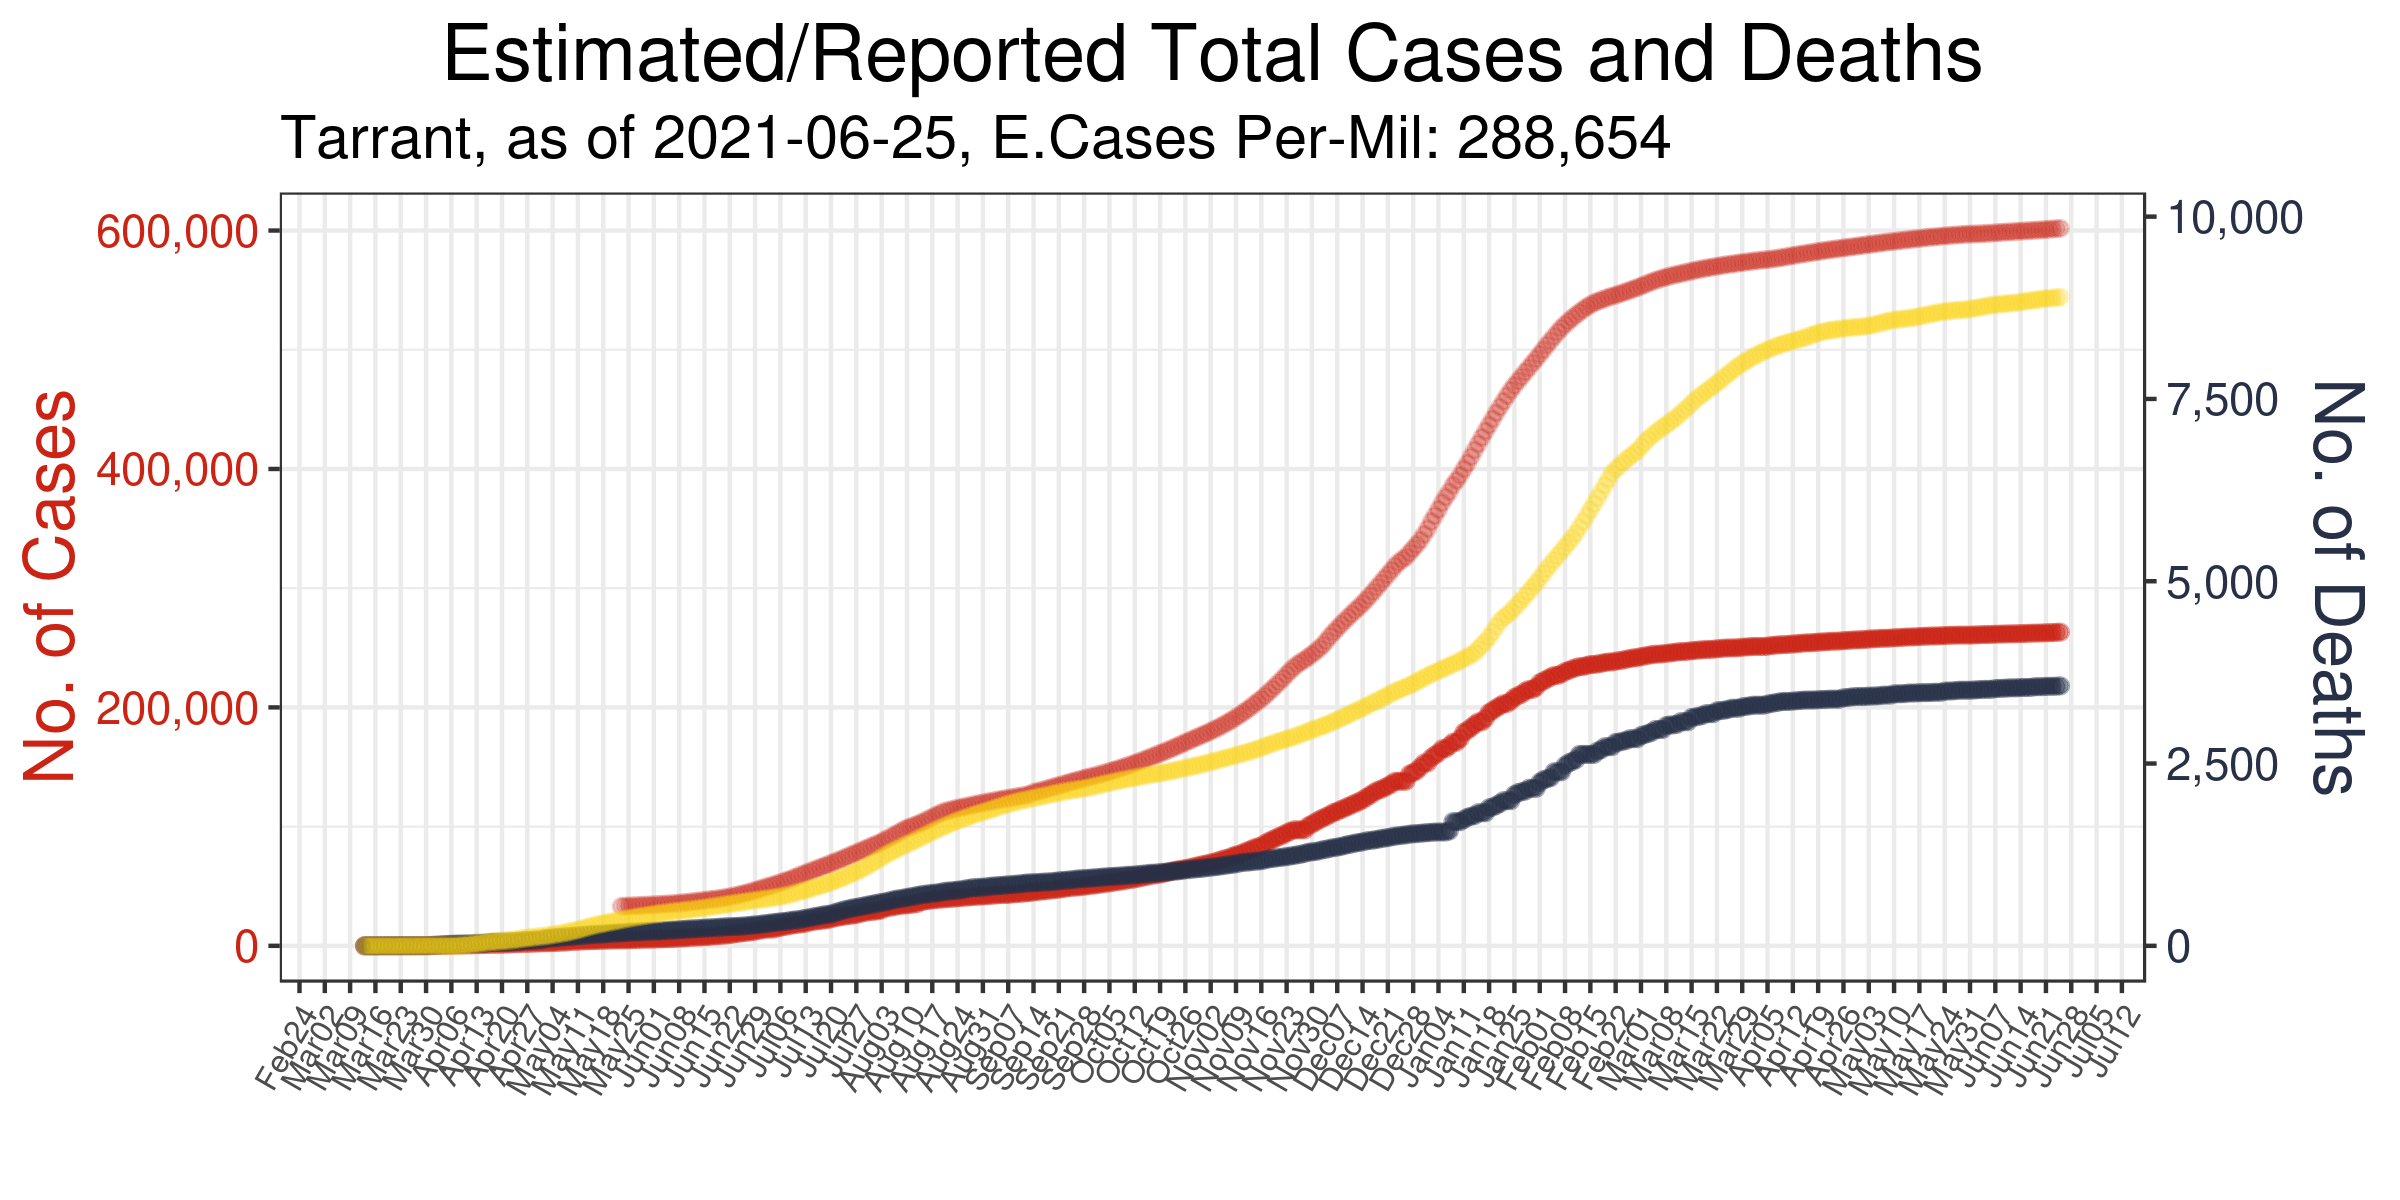 Estimated/Reported Total Cases and Deaths
Tarrant, as of 2021-06-25, E.Cases Per-Mil: 288,654
No. of Cases
600,000
400,000
200,000
0
10,000
7,500
5,000
2,500
0
No. of Deaths
Feb24
Mar02
Mar09
Mar16
Mar23
Mar30
Apr06
Apr13
Apr20
Apr27
May04
May11
May18
May25
Jun01
Jun08
Jun15
Jun22
Jun29
Jul06
Jul13
Jul20
Jul27
Aug03
Aug10
Aug17
Aug24
Aug31
Sep07
Sep14
Sep21
Sep28
Oct05
Oct12
Oct19
Oct26
Nov02
Nov09
Nov16
Nov23
Nov30
Dec07
Dec14
Dec21
Dec28
Jan04
Jan11
Jan18
Jan25
Feb01
Feb08
Feb15
Feb22
Mar01
Mar08
Mar15
Mar22
Mar29
Apr05
Apr12
Apr19
Apr26
May03
May10
May17
May24
May31
Jun07
Jun14
Jun21
Jun28
Jul05
Jul12